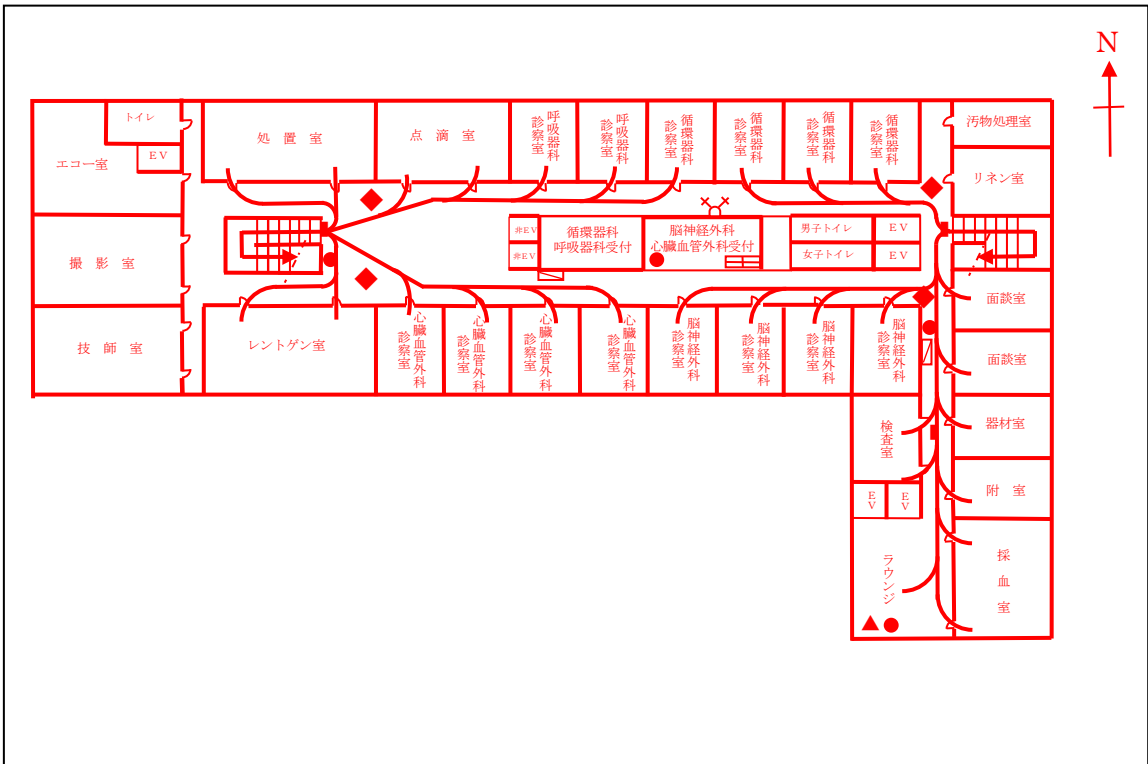 N
トイレ
EV
エコー室
処置室
点滴室
呼吸器科
診察室
呼吸器科
診察室
循環器科
診察室
循環器科
診察室
循環器科
診察室
循環器科
診察室
汚物処理室
リネン室
撮影室
非EV
非EV
循環器科
呼吸器科受付
脳神経外科
心臓血管外科受付
男子トイレ
女子トイレ
EV
EV
面談室
面談室
技師室
レントゲン室
心臓血管外科
診察室
心臓血管外科
診察室
心臓血管外科
診察室
心臓血管外科
診察室
脳神経外科
診察室
脳神経外科
診察室
脳神経外科
診察室
脳神経外科
診察室
検査室
器材室
附室
EV
EV
ラウンジ
採血室